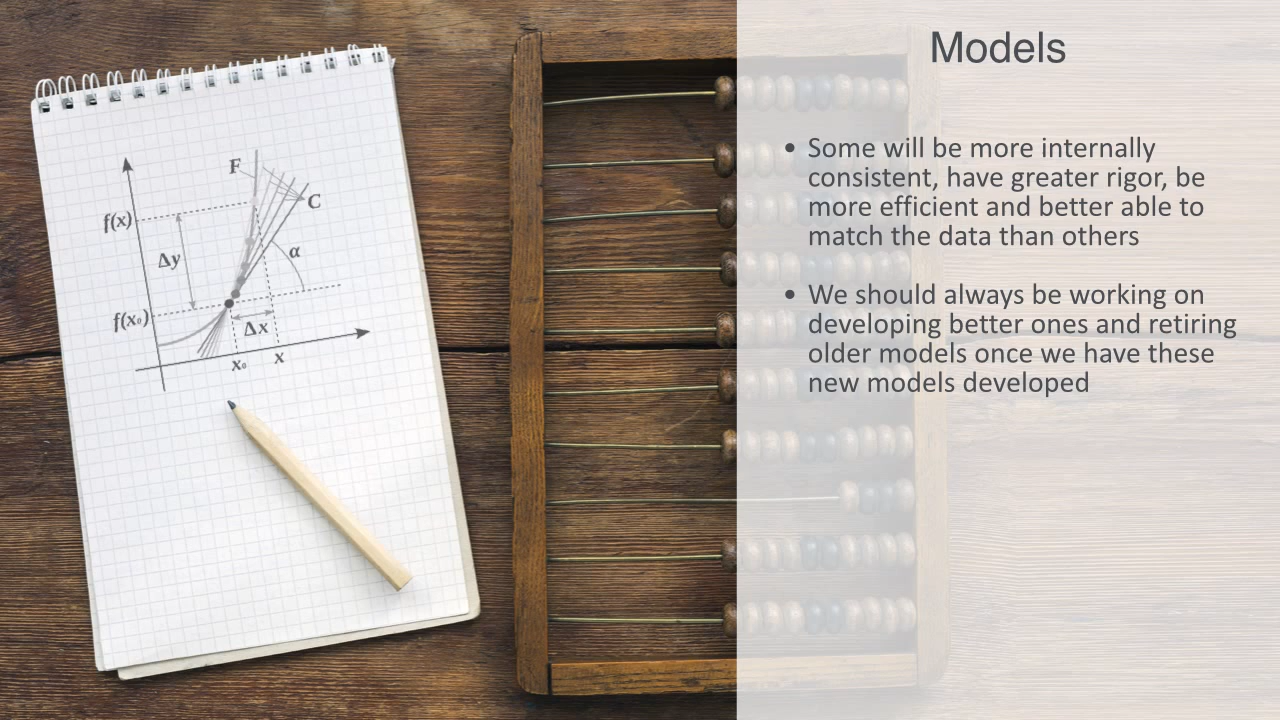 Models
• Some will be more internally
consistent, have greater rigor, be
more efficient and better able to
match the data than others
• We should always be working on
developing better ones and retiring
older models once we have these
new models developed
F
C
f(x)
Δy
α
f(x₀)
Δx
x₀
x